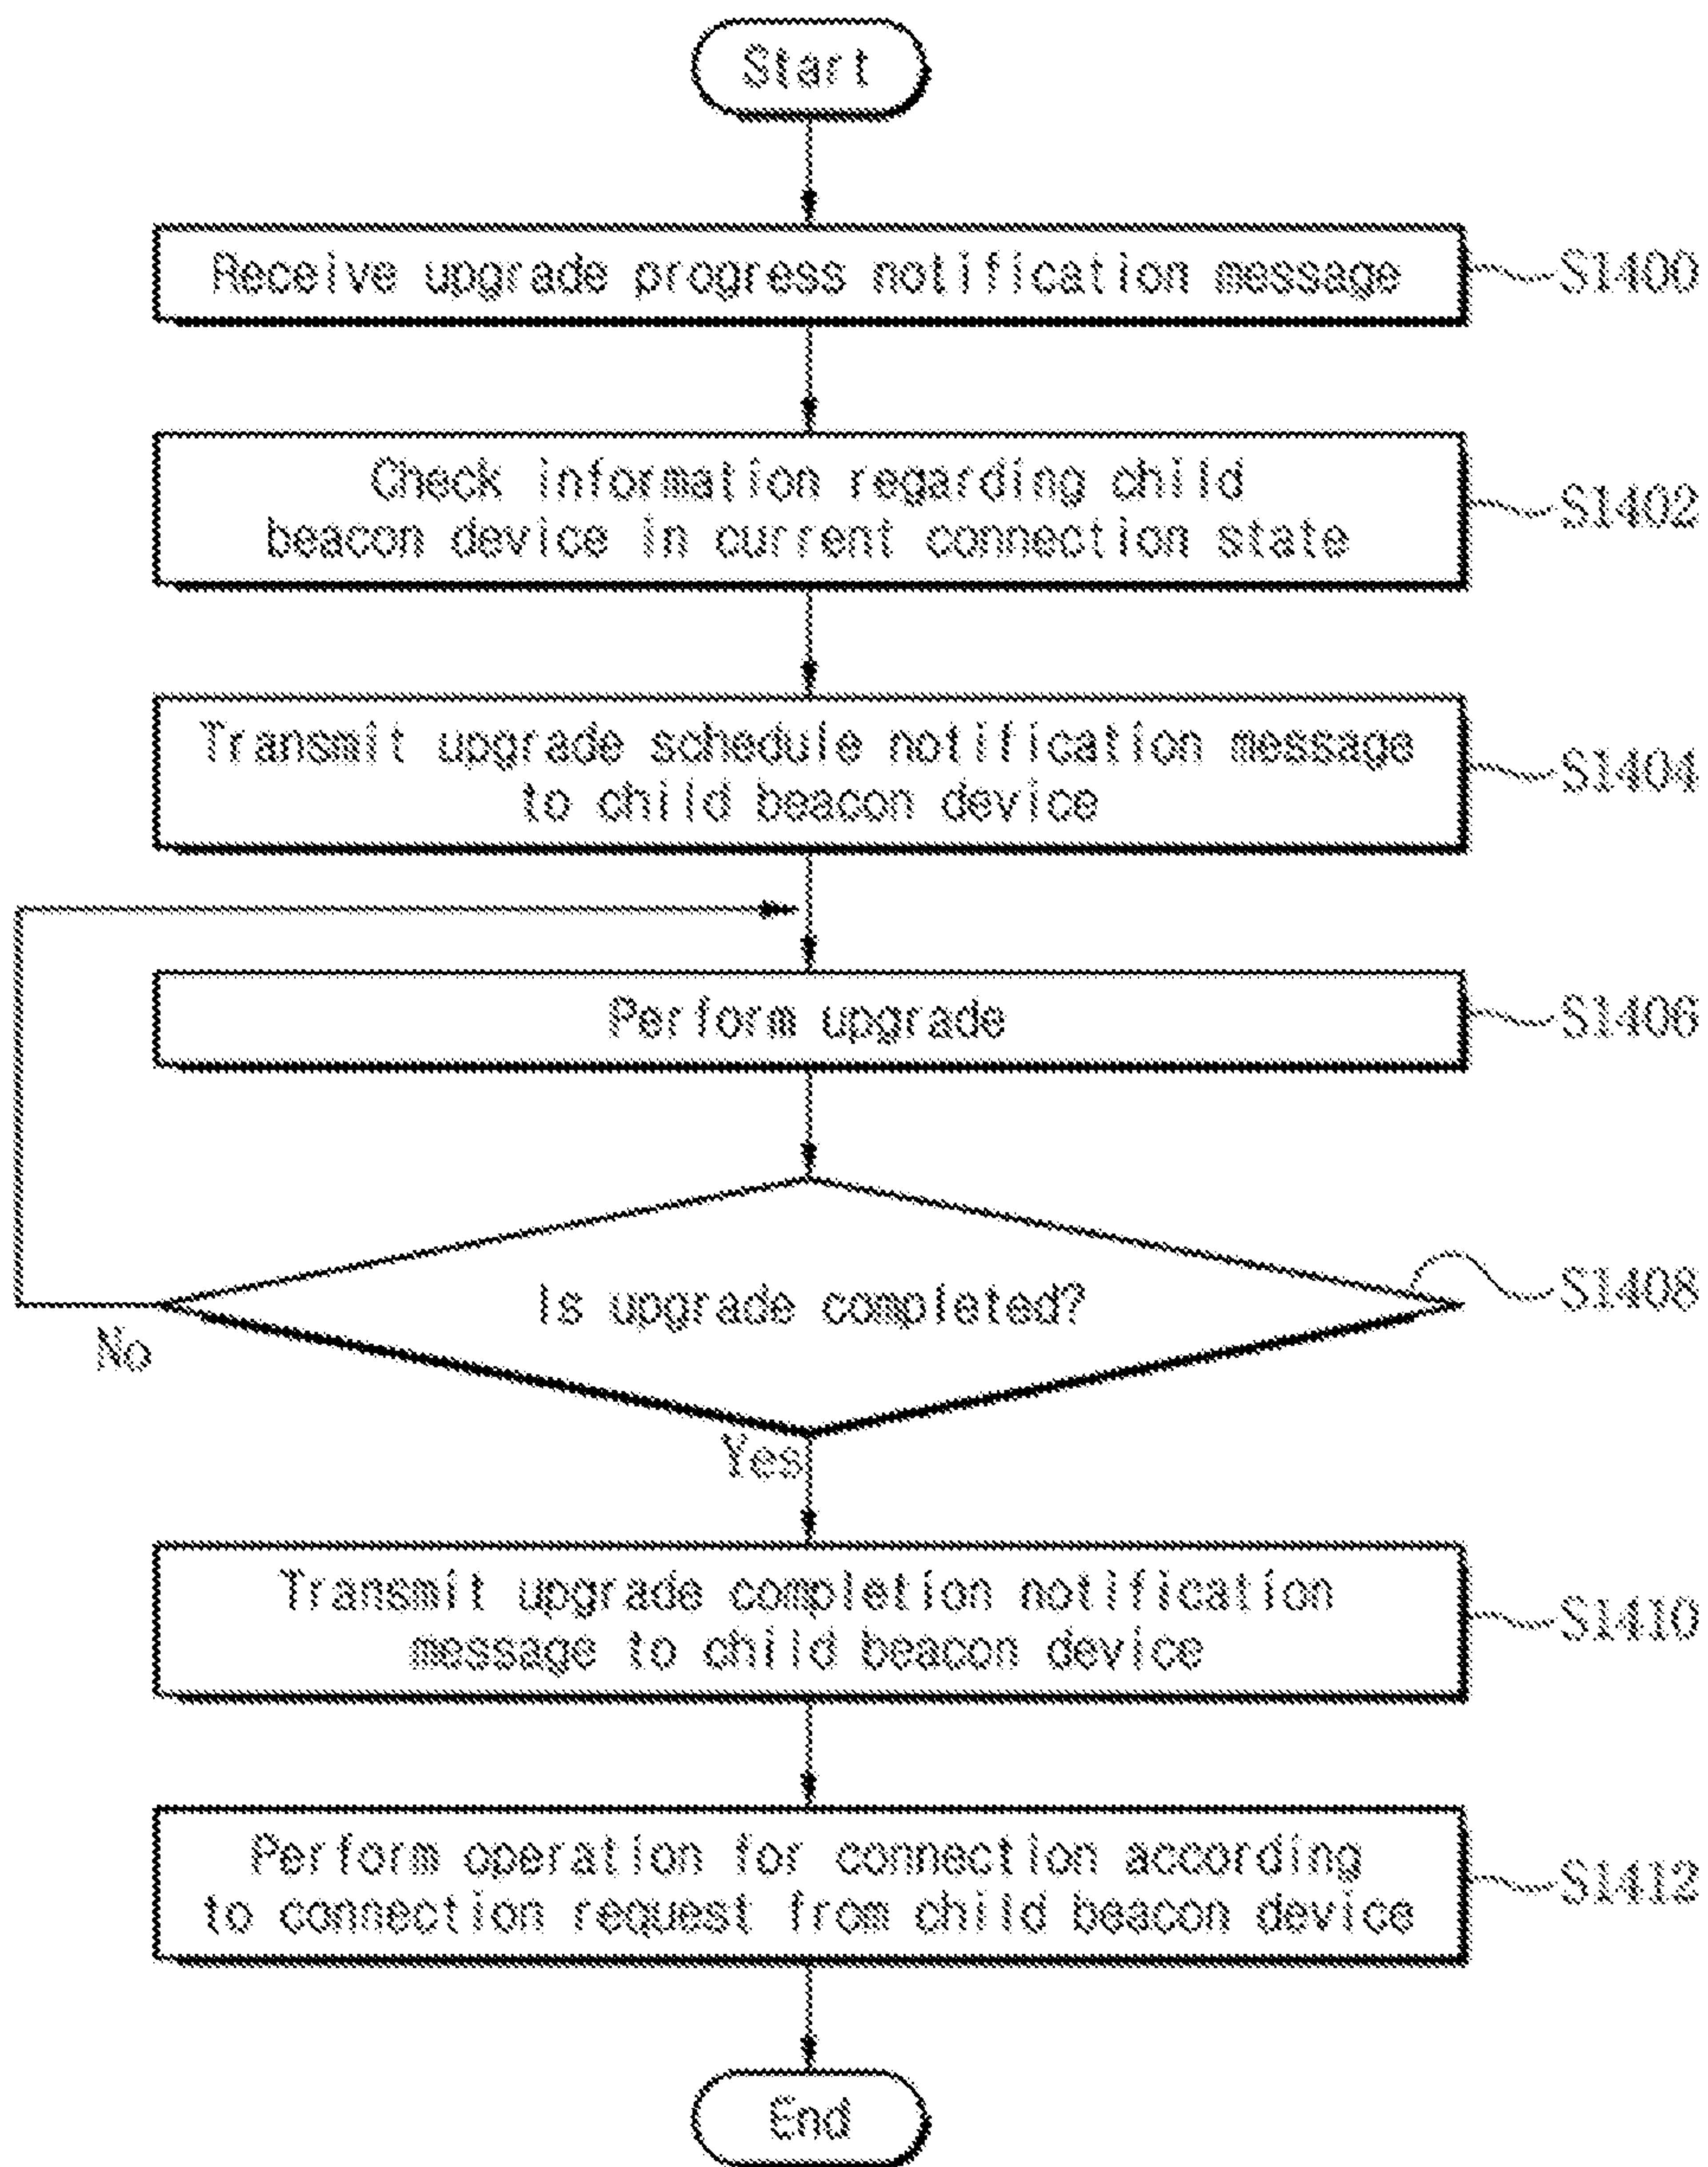 Start
Receive upgrade progress notification message
S1400
Check information regarding child
beacon device in current connection state
S1402
Transmit upgrade schedule notification message
to child beacon device
S1404
Perform upgrade
S1406
Is upgrade completed?
S1408
No
Yes
Transmit upgrade completion notification
message to child beacon device
S1410
Perform operation for connection according
to connection request from child beacon device
S1412
End